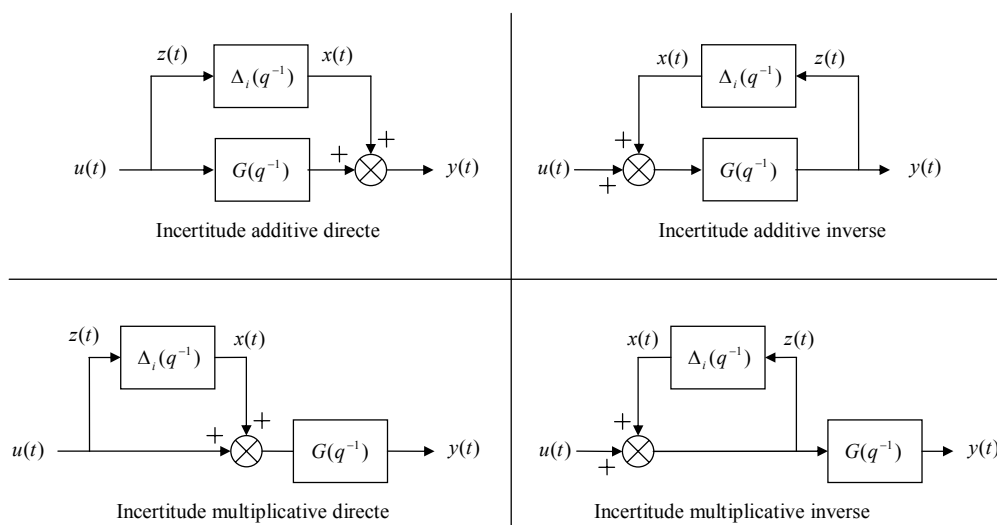 z(t) x(t)
Δᵢ(q⁻¹)
+
u(t) G(q⁻¹) + y(t)
Incertitude additive directe
x(t) z(t)
Δᵢ(q⁻¹)
+
u(t) + G(q⁻¹) y(t)
Incertitude additive inverse
z(t) x(t)
Δᵢ(q⁻¹)
+
u(t) + G(q⁻¹) y(t)
Incertitude multiplicative directe
x(t) z(t)
Δᵢ(q⁻¹)
+
u(t) + G(q⁻¹) y(t)
Incertitude multiplicative inverse